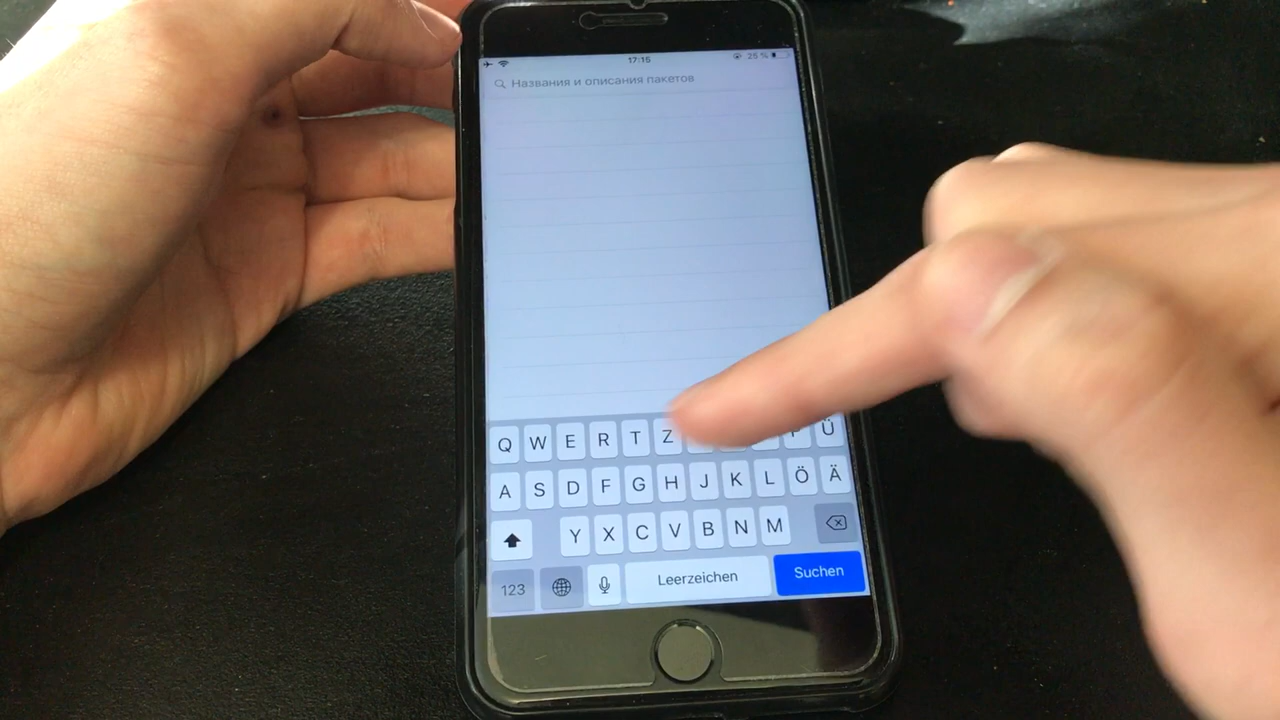 17:15 25 %
Названия и описания пакетов
Q W E R T Z P Ü
A S D F G H J K L Ö Ä
Y X C V B N M
123 Leerzeichen Suchen